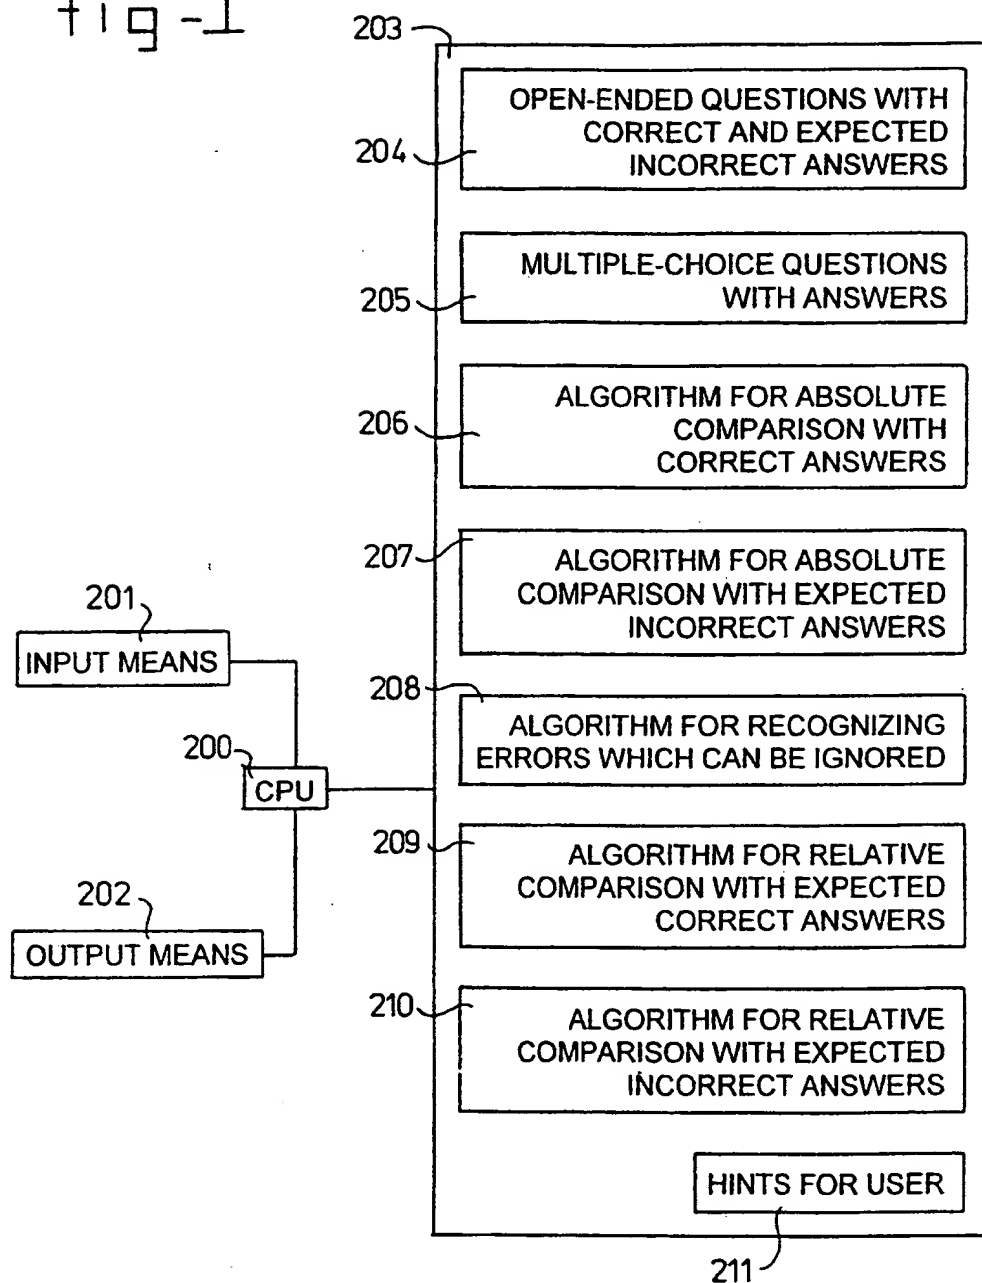 fig-1
203
204
OPEN-ENDED QUESTIONS WITH
CORRECT AND EXPECTED
INCORRECT ANSWERS
205
MULTIPLE-CHOICE QUESTIONS
WITH ANSWERS
206
ALGORITHM FOR ABSOLUTE
COMPARISON WITH
CORRECT ANSWERS
207
ALGORITHM FOR ABSOLUTE
COMPARISON WITH EXPECTED
INCORRECT ANSWERS
201
INPUT MEANS
208
ALGORITHM FOR RECOGNIZING
ERRORS WHICH CAN BE IGNORED
200
CPU
209
ALGORITHM FOR RELATIVE
COMPARISON WITH EXPECTED
CORRECT ANSWERS
202
OUTPUT MEANS
210
ALGORITHM FOR RELATIVE
COMPARISON WITH EXPECTED
INCORRECT ANSWERS
HINTS FOR USER
211